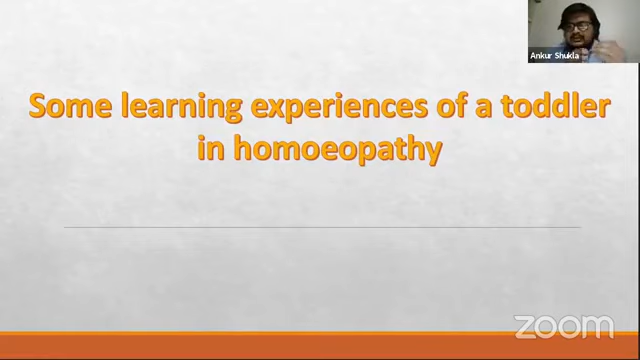 Ankur Shukla
Some learning experiences of a toddler
in homoeopathy
zoom